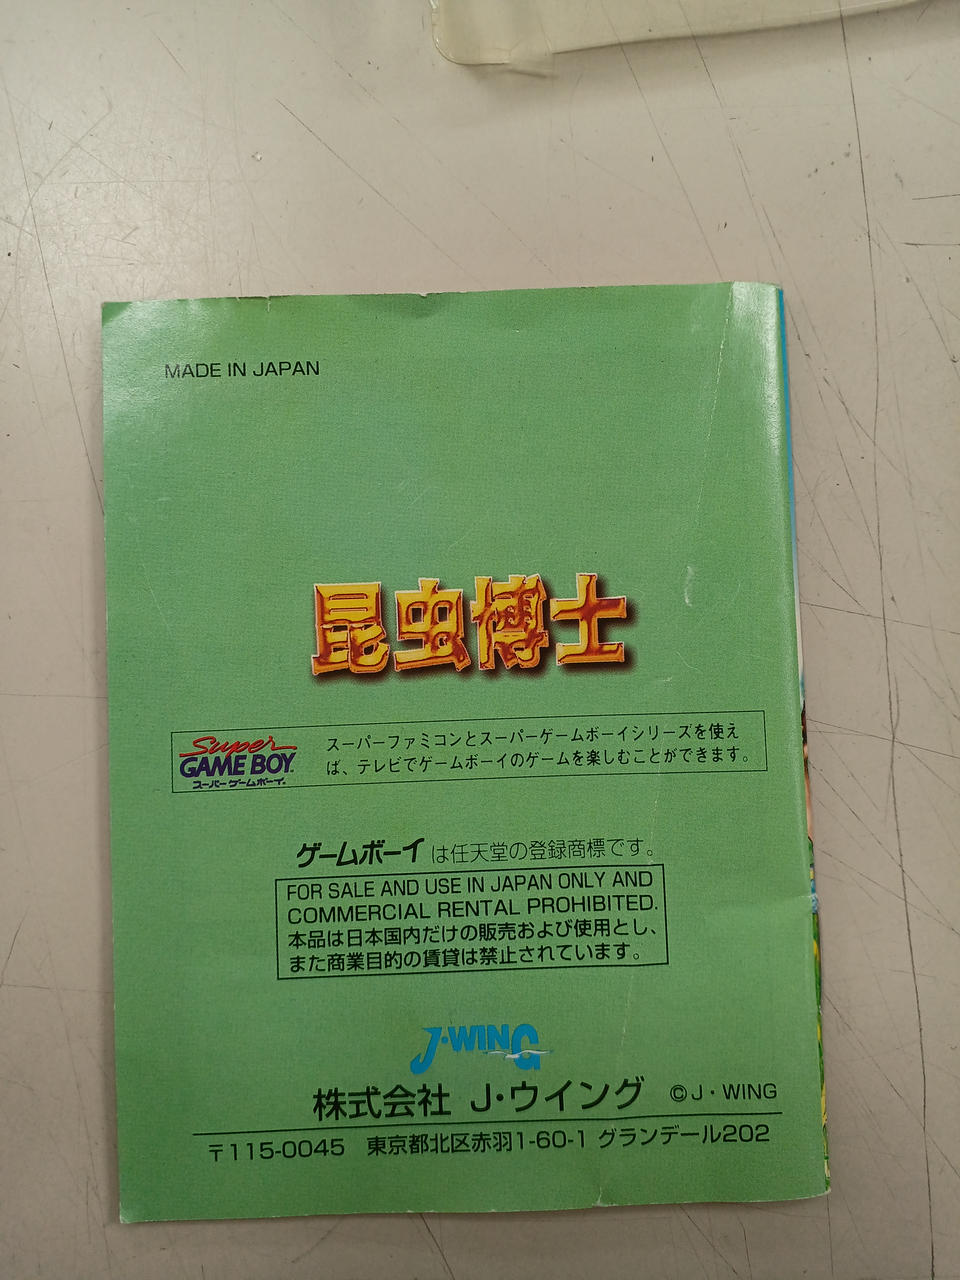 MADE IN JAPAN
昆虫博士
Super
GAME BOY™
スーパーゲームボーイ®
スーパーファミコンとスーパーゲームボーイシリーズを使え
ば、テレビでゲームボーイのゲームを楽しむことができます。
ゲームボーイは任天堂の登録商標です。
FOR SALE AND USE IN JAPAN ONLY AND
COMMERCIAL RENTAL PROHIBITED.
本品は日本国内だけの販売および使用とし、
また商業目的の賃貸は禁止されています。
J・WING
株式会社 J・ウイング ©J・WING
〒115-0045 東京都北区赤羽1-60-1 グランデール202